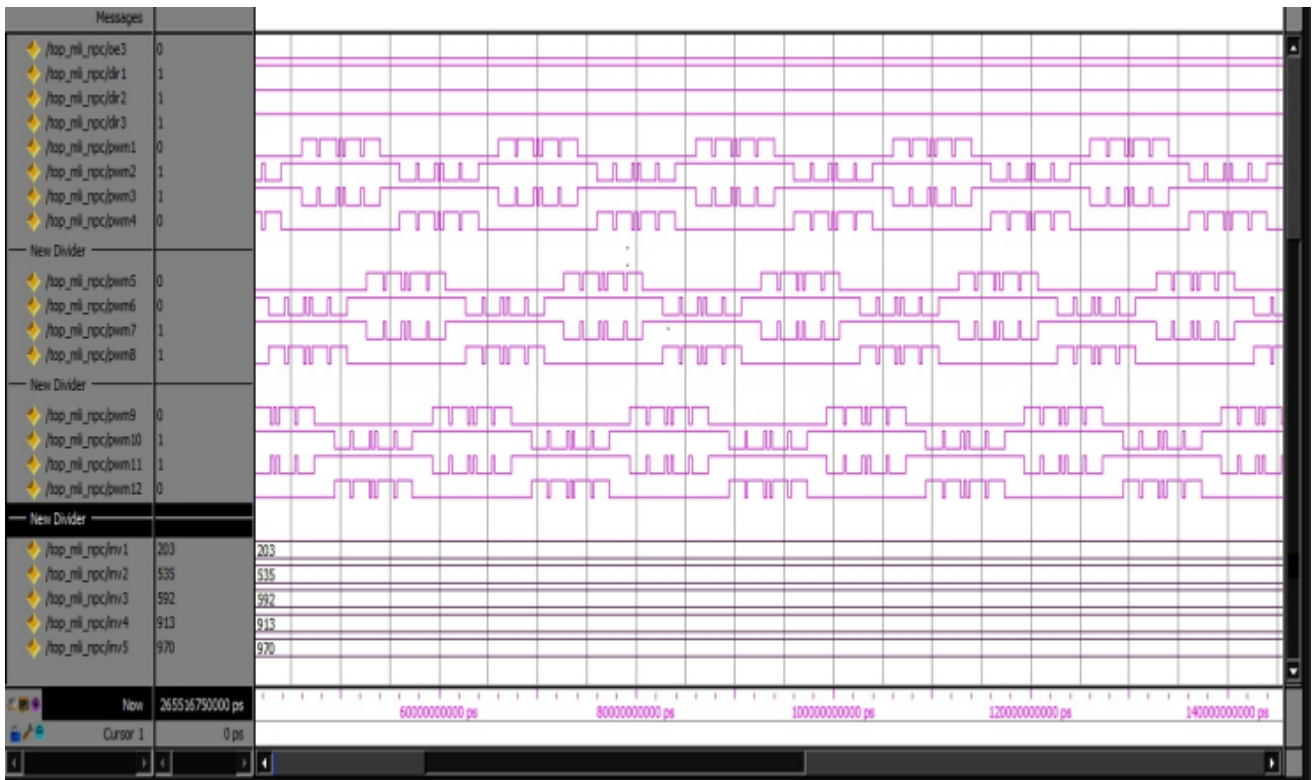 Messages
/top_mli_npc/oe3 0
/top_mli_npc/dir1 1
/top_mli_npc/dir2 1
/top_mli_npc/dir3 1
/top_mli_npc/pwm1 0
/top_mli_npc/pwm2 1
/top_mli_npc/pwm3 1
/top_mli_npc/pwm4 0
New Divider
/top_mli_npc/pwm5 0
/top_mli_npc/pwm6 0
/top_mli_npc/pwm7 1
/top_mli_npc/pwm8 1
New Divider
/top_mli_npc/pwm9 0
/top_mli_npc/pwm10 1
/top_mli_npc/pwm11 1
/top_mli_npc/pwm12 0
New Divider
/top_mli_npc/inv1 203 203
/top_mli_npc/inv2 535 535
/top_mli_npc/inv3 592 592
/top_mli_npc/inv4 913 913
/top_mli_npc/inv5 970 970
Now 265516750000 ps 60000000000 ps 80000000000 ps 100000000000 ps 120000000000 ps 140000000000 ps
Cursor 1 0 ps